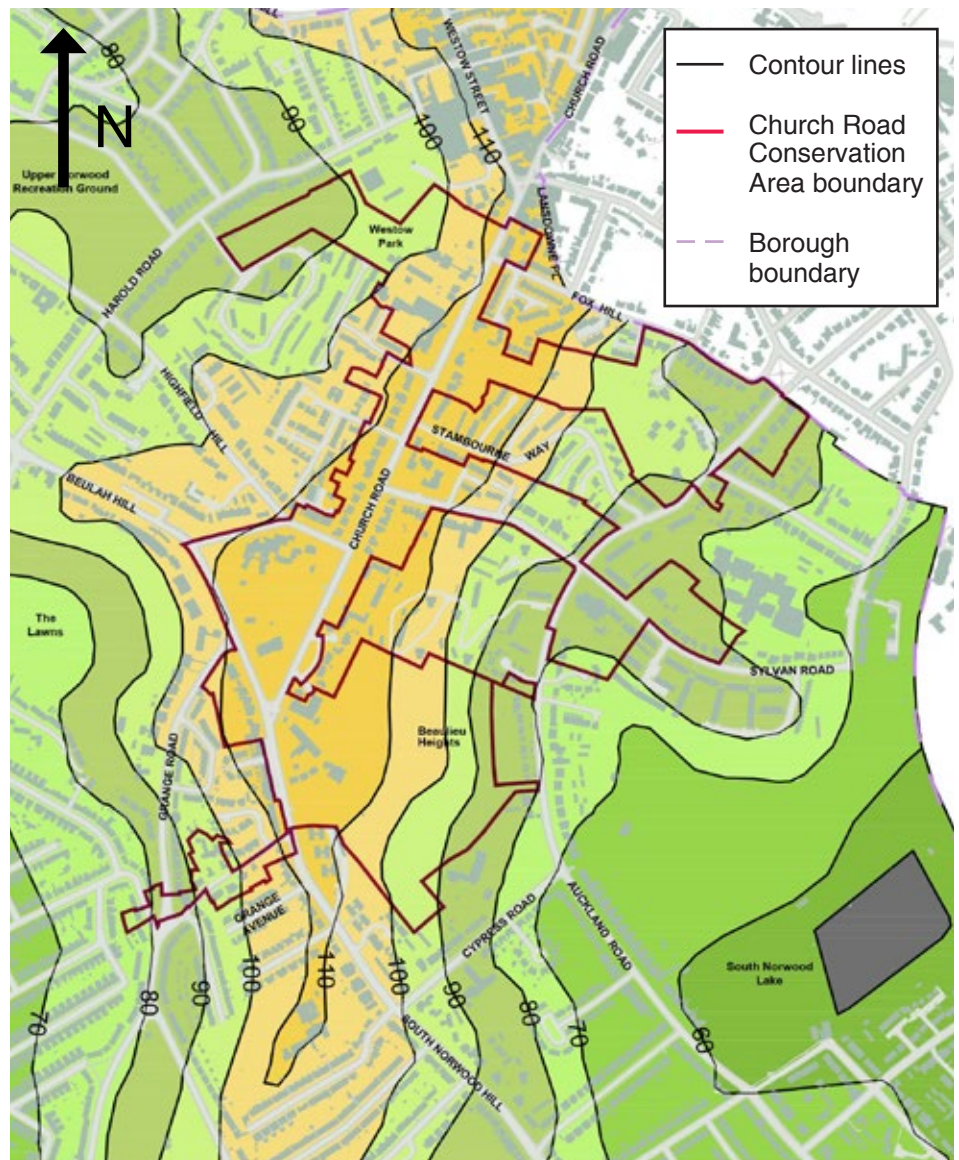 HILL
80
90
100
110
WESTOW STREET
CHURCH ROAD
N
Contour lines
Church Road
Conservation
Area boundary
Borough
boundary
Upper Norwood
Recreation Ground
Westow
Park
LANSDOWNE PL
FOX HILL
HAROLD ROAD
HIGHFIELD HILL
BEULAH HILL
STAMBOURNE WAY
CHURCH ROAD
The
Lawns
SYLVAN ROAD
Beaulieu
Heights
GRANGE ROAD
GRANGE
AVENUE
CYPRESS ROAD
AUCKLAND ROAD
South Norwood
Lake
SOUTH NORWOOD HILL
70
80
90
100
110
100
90
80
70
60